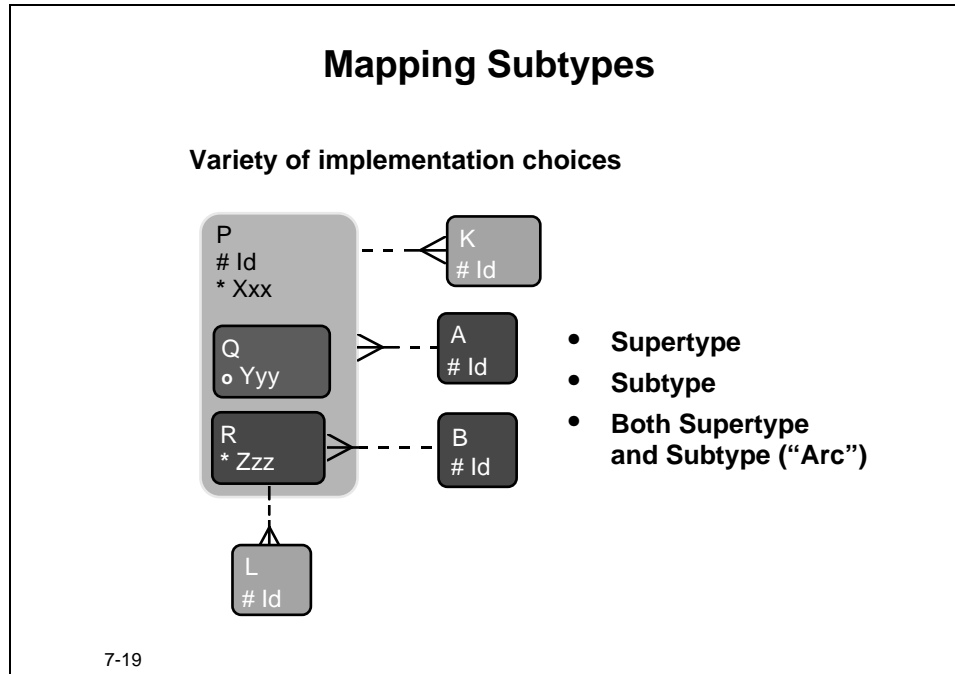 Mapping Subtypes
Variety of implementation choices
P
# Id
* Xxx
Q
o Yyy
R
* Zzz
K
# Id
A
# Id
B
# Id
L
# Id
• Supertype
• Subtype
• Both Supertype
and Subtype (“Arc”)
7-19